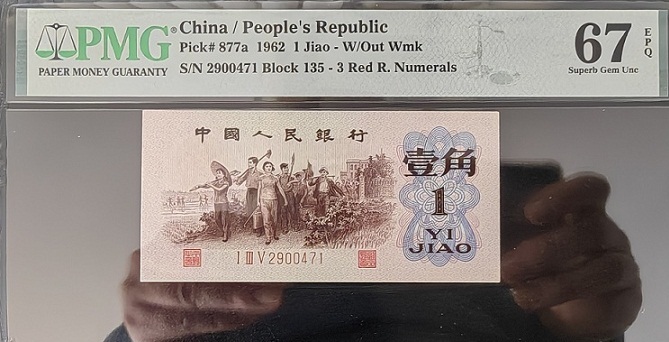 PMG®
PAPER MONEY GUARANTY
China / People's Republic
Pick# 877a 1962 1 Jiao - W/Out Wmk
S/N 2900471 Block 135 - 3 Red R. Numerals
67 EPQ
Superb Gem Unc
中國人民銀行
壹角
1
YI
JIAO
I III V 2900471